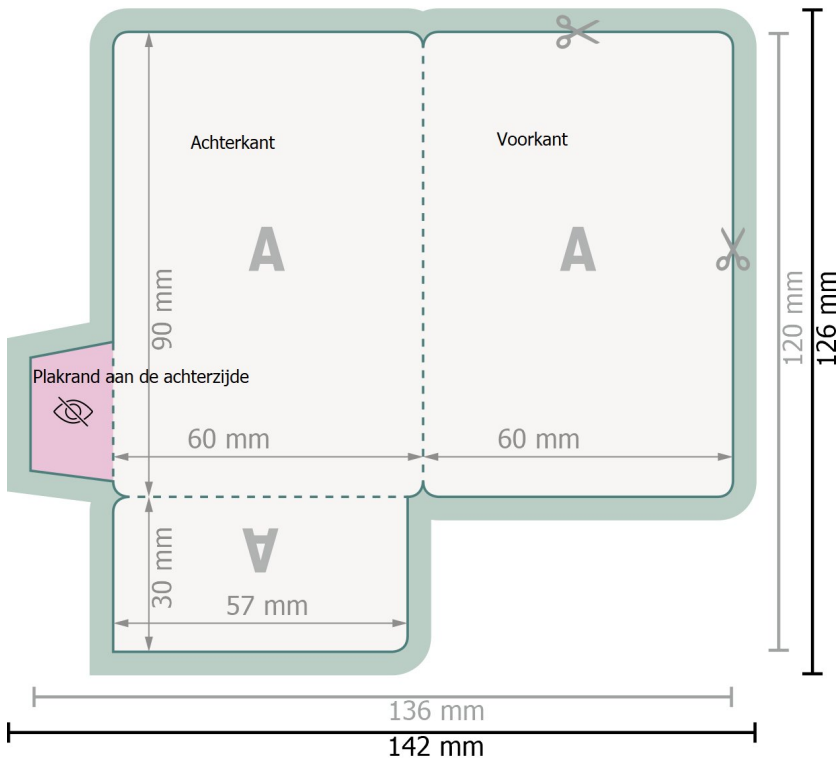 Achterkant
Voorkant
A
A
90 mm
Plakrand aan de achterzijde
60 mm
60 mm
120 mm
126 mm
A
30 mm
57 mm
136 mm
142 mm